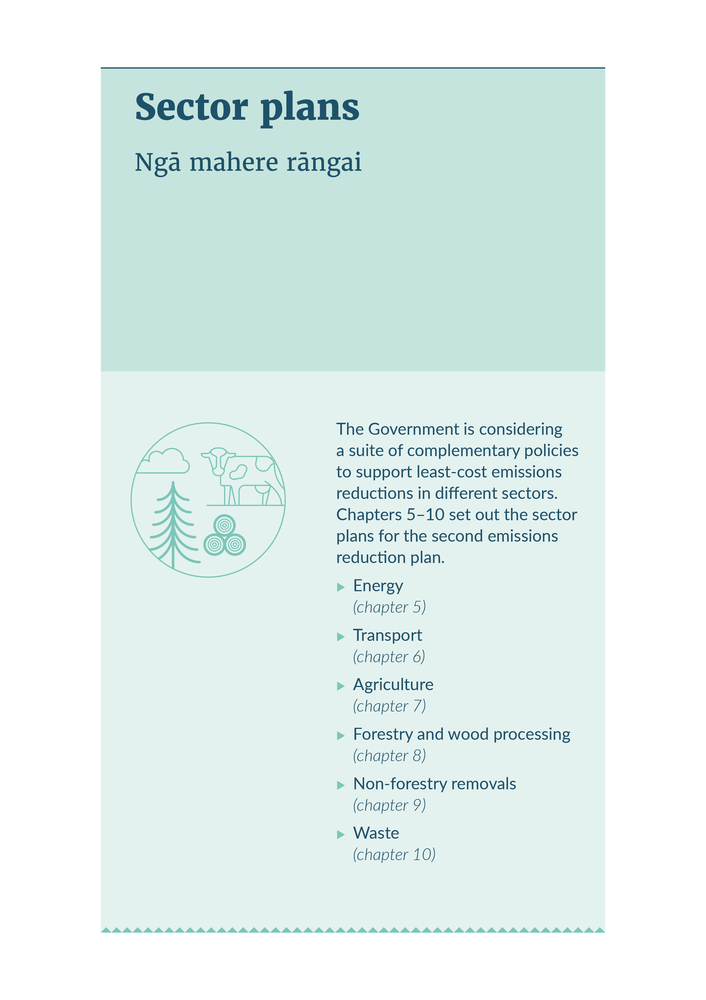 Sector plans
Ngā mahere rāngai
The Government is considering
a suite of complementary policies
to support least-cost emissions
reductions in different sectors.
Chapters 5–10 set out the sector
plans for the second emissions
reduction plan.
Energy
(chapter 5)
Transport
(chapter 6)
Agriculture
(chapter 7)
Forestry and wood processing
(chapter 8)
Non-forestry removals
(chapter 9)
Waste
(chapter 10)